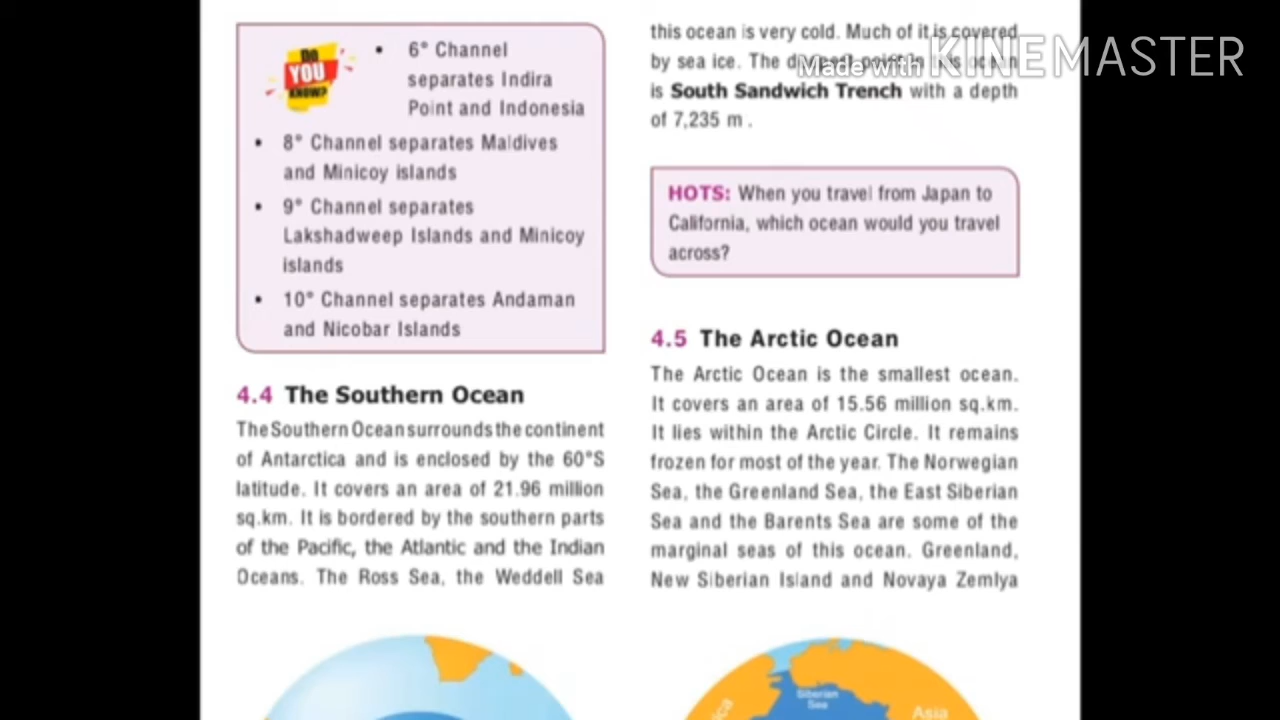 DO
YOU
KNOW?
• 6° Channel
separates Indira
Point and Indonesia
• 8° Channel separates Maldives
and Minicoy islands
• 9° Channel separates
Lakshadweep Islands and Minicoy
islands
• 10° Channel separates Andaman
and Nicobar Islands
4.4 The Southern Ocean
The Southern Ocean surrounds the continent
of Antarctica and is enclosed by the 60°S
latitude. It covers an area of 21.96 million
sq.km. It is bordered by the southern parts
of the Pacific, the Atlantic and the Indian
Oceans. The Ross Sea, the Weddell Sea
this ocean is very cold. Much of it is covered
by sea ice. The deepest point in this ocean
is South Sandwich Trench with a depth
of 7,235 m .
Made with KINEMASTER
HOTS: When you travel from Japan to
California, which ocean would you travel
across?
4.5 The Arctic Ocean
The Arctic Ocean is the smallest ocean.
It covers an area of 15.56 million sq.km.
It lies within the Arctic Circle. It remains
frozen for most of the year. The Norwegian
Sea, the Greenland Sea, the East Siberian
Sea and the Barents Sea are some of the
marginal seas of this ocean. Greenland,
New Siberian Island and Novaya Zemlya
Siberian
Sea
Asia